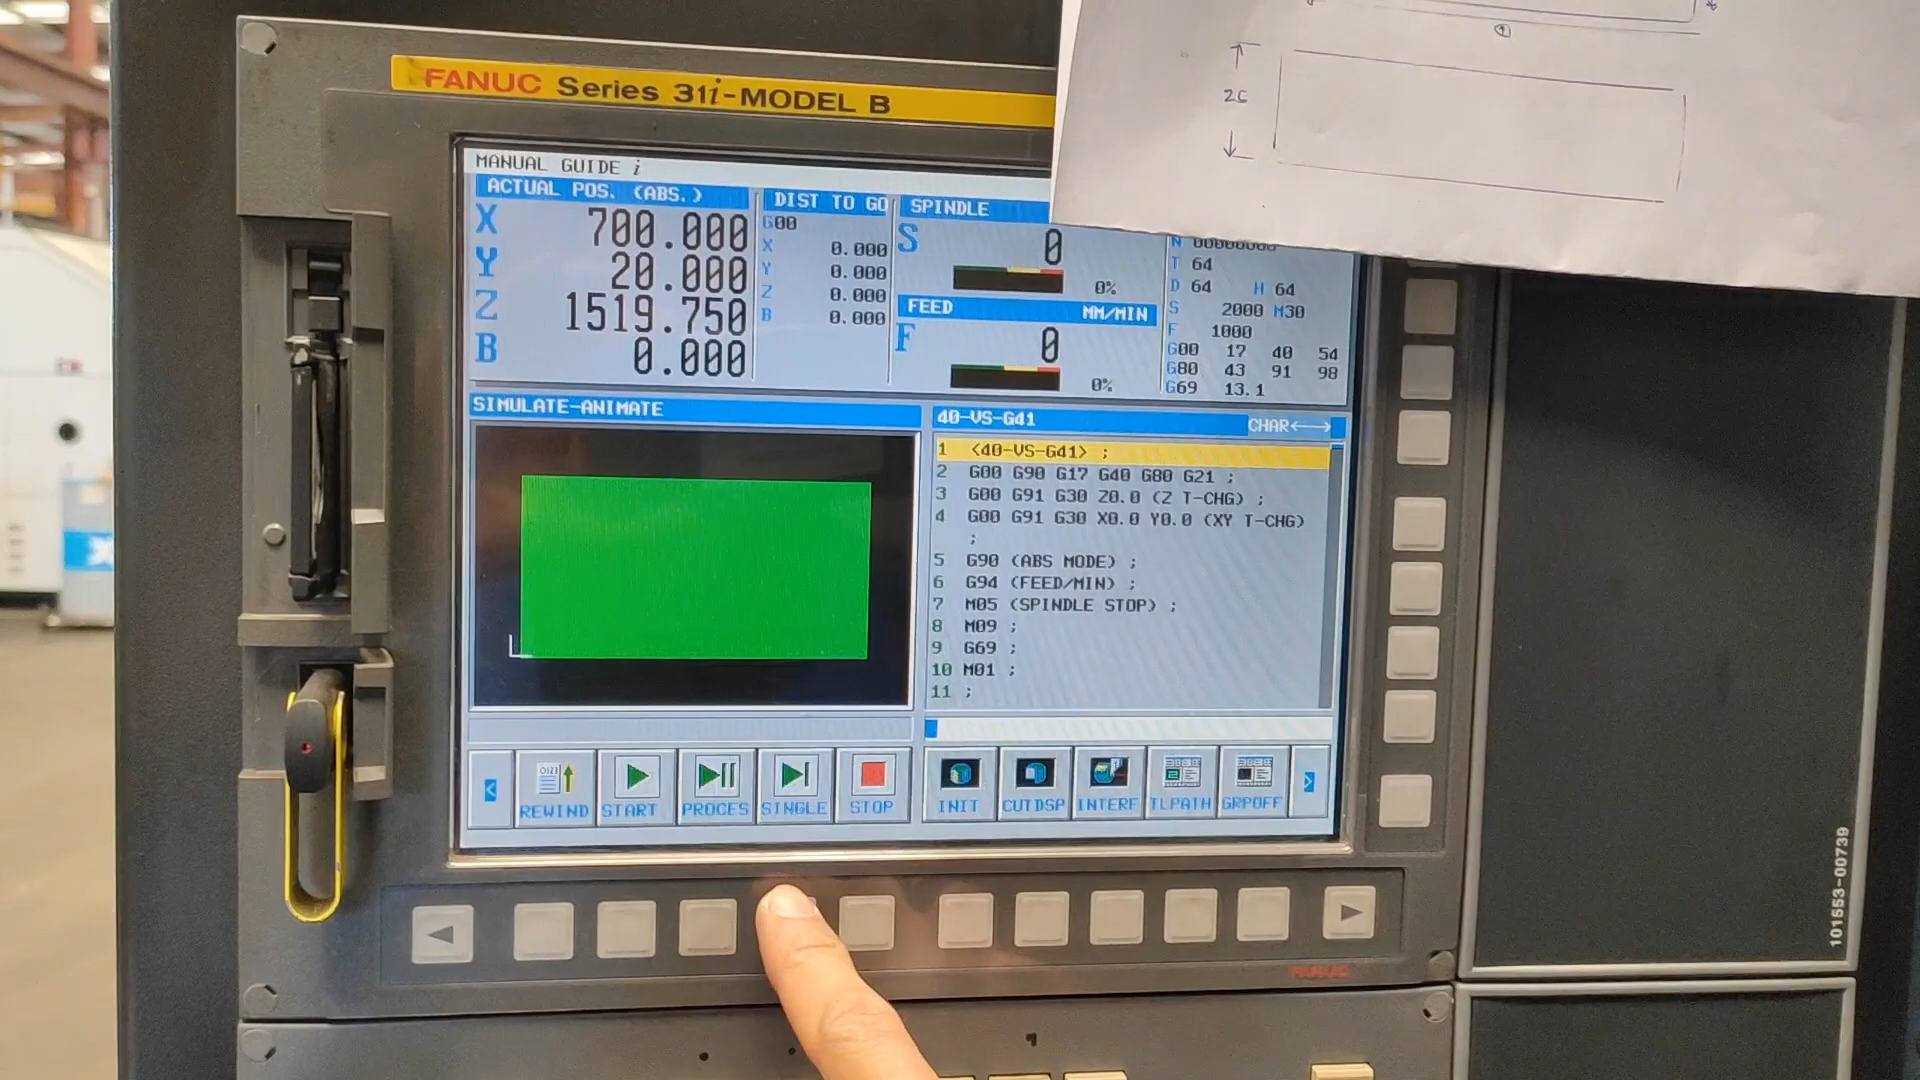 FANUC Series 31i-MODEL B
26
MANUAL GUIDE i
ACTUAL POS. (ABS.)
X 700.000
Y 20.000
Z 1519.750
B 0.000
DIST TO GO
G00
X 0.000
Y 0.000
Z 0.000
B 0.000
SPINDLE
S 0
0%
FEED MM/MIN
F 0
0%
N 00000000
T 64
D 64 H 64
S 2000 M30
F 1000
G00 17 40 54
G80 43 91 98
G69 13.1
SIMULATE-ANIMATE
40-VS-G41 CHAR
1 <40-VS-G41> ;
2 G00 G90 G17 G40 G80 G21 ;
3 G00 G91 G30 Z0.0 (Z T-CHG) ;
4 G00 G91 G30 X0.0 Y0.0 (XY T-CHG)
;
5 G90 (ABS MODE) ;
6 G94 (FEED/MIN) ;
7 M05 (SPINDLE STOP) ;
8 M09 ;
9 G69 ;
10 M01 ;
11 ;
< REWIND START PROCES SINGLE STOP INIT CUTDSP INTERF TLPATH GRPOFF >
FANUC
101553-00739